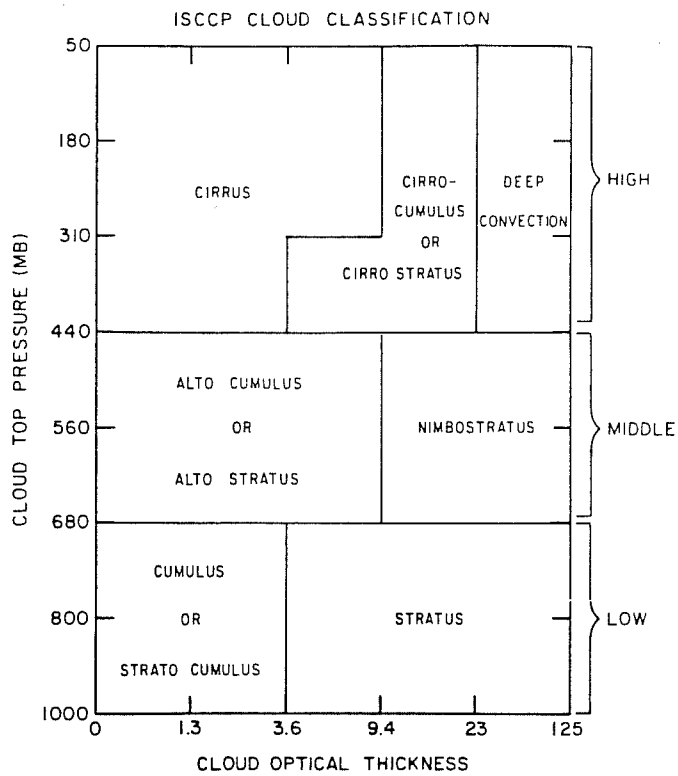 ISCCP CLOUD CLASSIFICATION
50
180
310
440
560
680
800
1000
CLOUD TOP PRESSURE (MB)
CIRRUS
CIRRO-
CUMULUS
OR
CIRRO STRATUS
DEEP
CONVECTION
HIGH
ALTO CUMULUS
OR
ALTO STRATUS
NIMBOSTRATUS
MIDDLE
CUMULUS
OR
STRATO CUMULUS
STRATUS
LOW
0 1.3 3.6 9.4 23 125
CLOUD OPTICAL THICKNESS